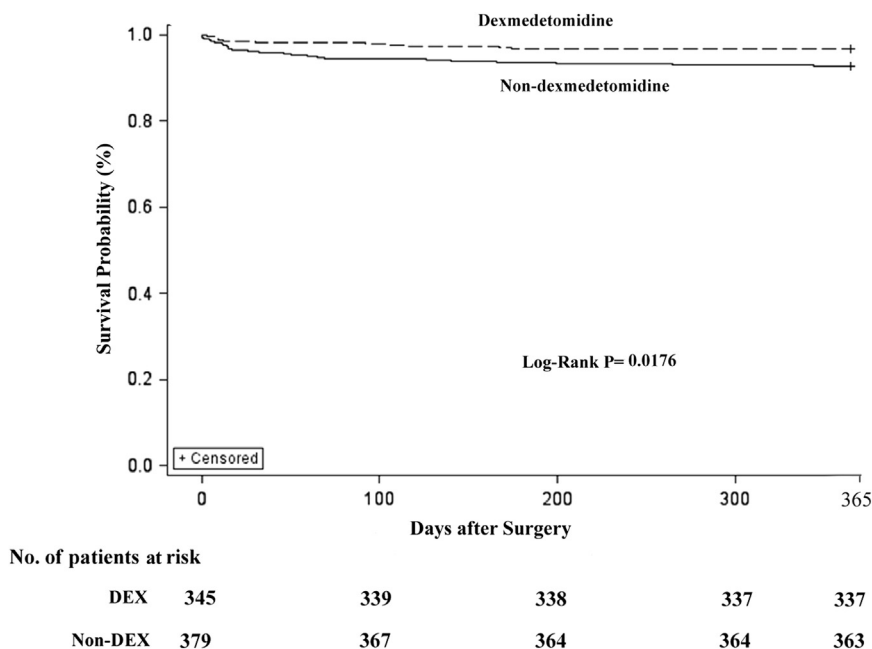 Dexmedetomidine
Non-dexmedetomidine
1.0
0.8
0.6
0.4
0.2
0.0
Survival Probability (%)
Log-Rank P= 0.0176
+ Censored
0 100 200 300 365
Days after Surgery
No. of patients at risk
DEX 345 339 338 337 337
Non-DEX 379 367 364 364 363